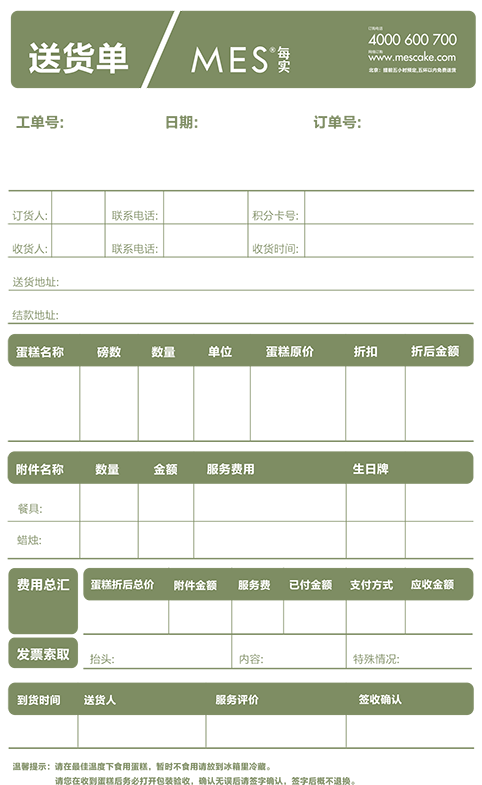 送货单
MES®每实
订购电话
4000 600 700
网络订购
www.mescake.com
北京：提前五小时预定,五环以内免费送货
工单号: 日期: 订单号:
订货人: 联系电话: 积分卡号:
收货人: 联系电话: 收货时间:
送货地址:
结款地址:
蛋糕名称 磅数 数量 单位 蛋糕原价 折扣 折后金额
附件名称 数量 金额 服务费用 生日牌
餐具:
蜡烛:
费用总汇 蛋糕折后总价 附件金额 服务费 已付金额 支付方式 应收金额
发票索取 抬头: 内容: 特殊情况:
到货时间 送货人 服务评价 签收确认
温馨提示：请在最佳温度下食用蛋糕，暂时不食用请放到冰箱里冷藏。
请您在收到蛋糕后务必打开包装验收，确认无误后请签字确认，签字后概不退换。